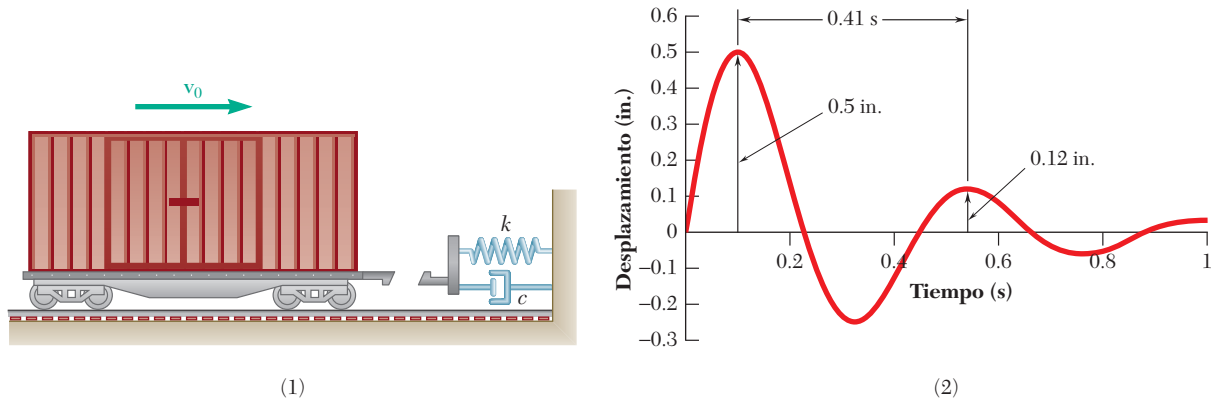 v₀
k
c
(1)
Desplazamiento (in.)
0.6
0.5
0.4
0.3
0.2
0.1
0
–0.1
–0.2
–0.3
0.41 s
0.5 in.
0.12 in.
0.2
0.4
0.6
0.8
1
Tiempo (s)
(2)